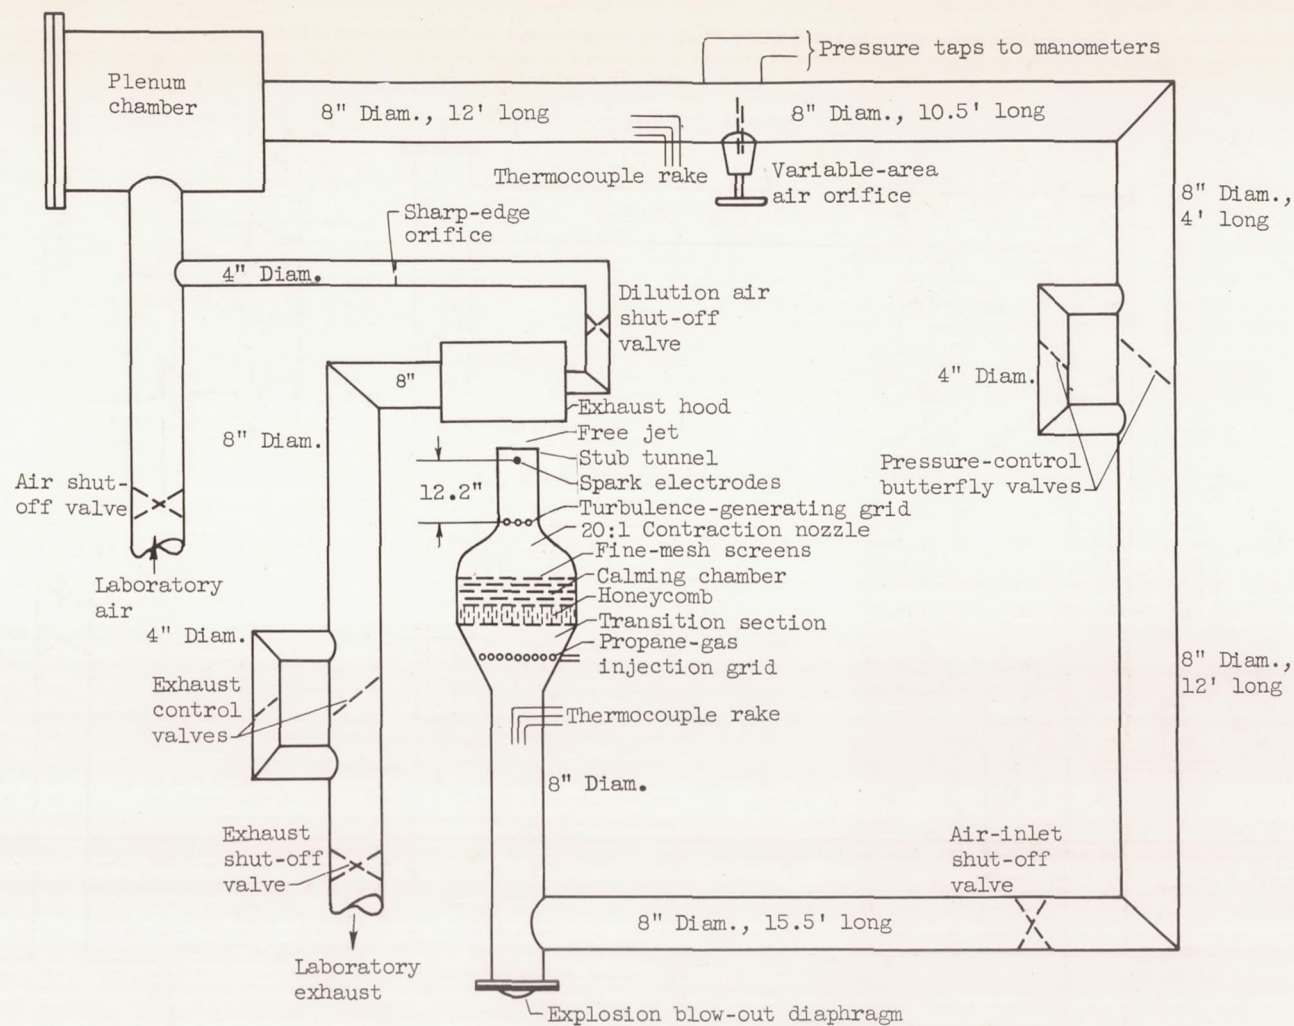 Pressure taps to manometers
Plenum
chamber
8" Diam., 12' long
8" Diam., 10.5' long
Thermocouple rake
Variable-area
air orifice
8" Diam.,
4' long
Sharp-edge
orifice
4" Diam.
Dilution air
shut-off
valve
8"
4" Diam.
Exhaust hood
Free jet
8" Diam.
Stub tunnel
Pressure-control
butterfly valves
Air shut-
off valve
12.2"
Spark electrodes
Turbulence-generating grid
20:1 Contraction nozzle
Fine-mesh screens
Calming chamber
Honeycomb
Laboratory
air
Transition section
4" Diam.
Propane-gas
injection grid
8" Diam.,
12' long
Exhaust
control
valves
Thermocouple rake
8" Diam.
Exhaust
shut-off
valve
Air-inlet
shut-off
valve
8" Diam., 15.5' long
Laboratory
exhaust
Explosion blow-out diaphragm